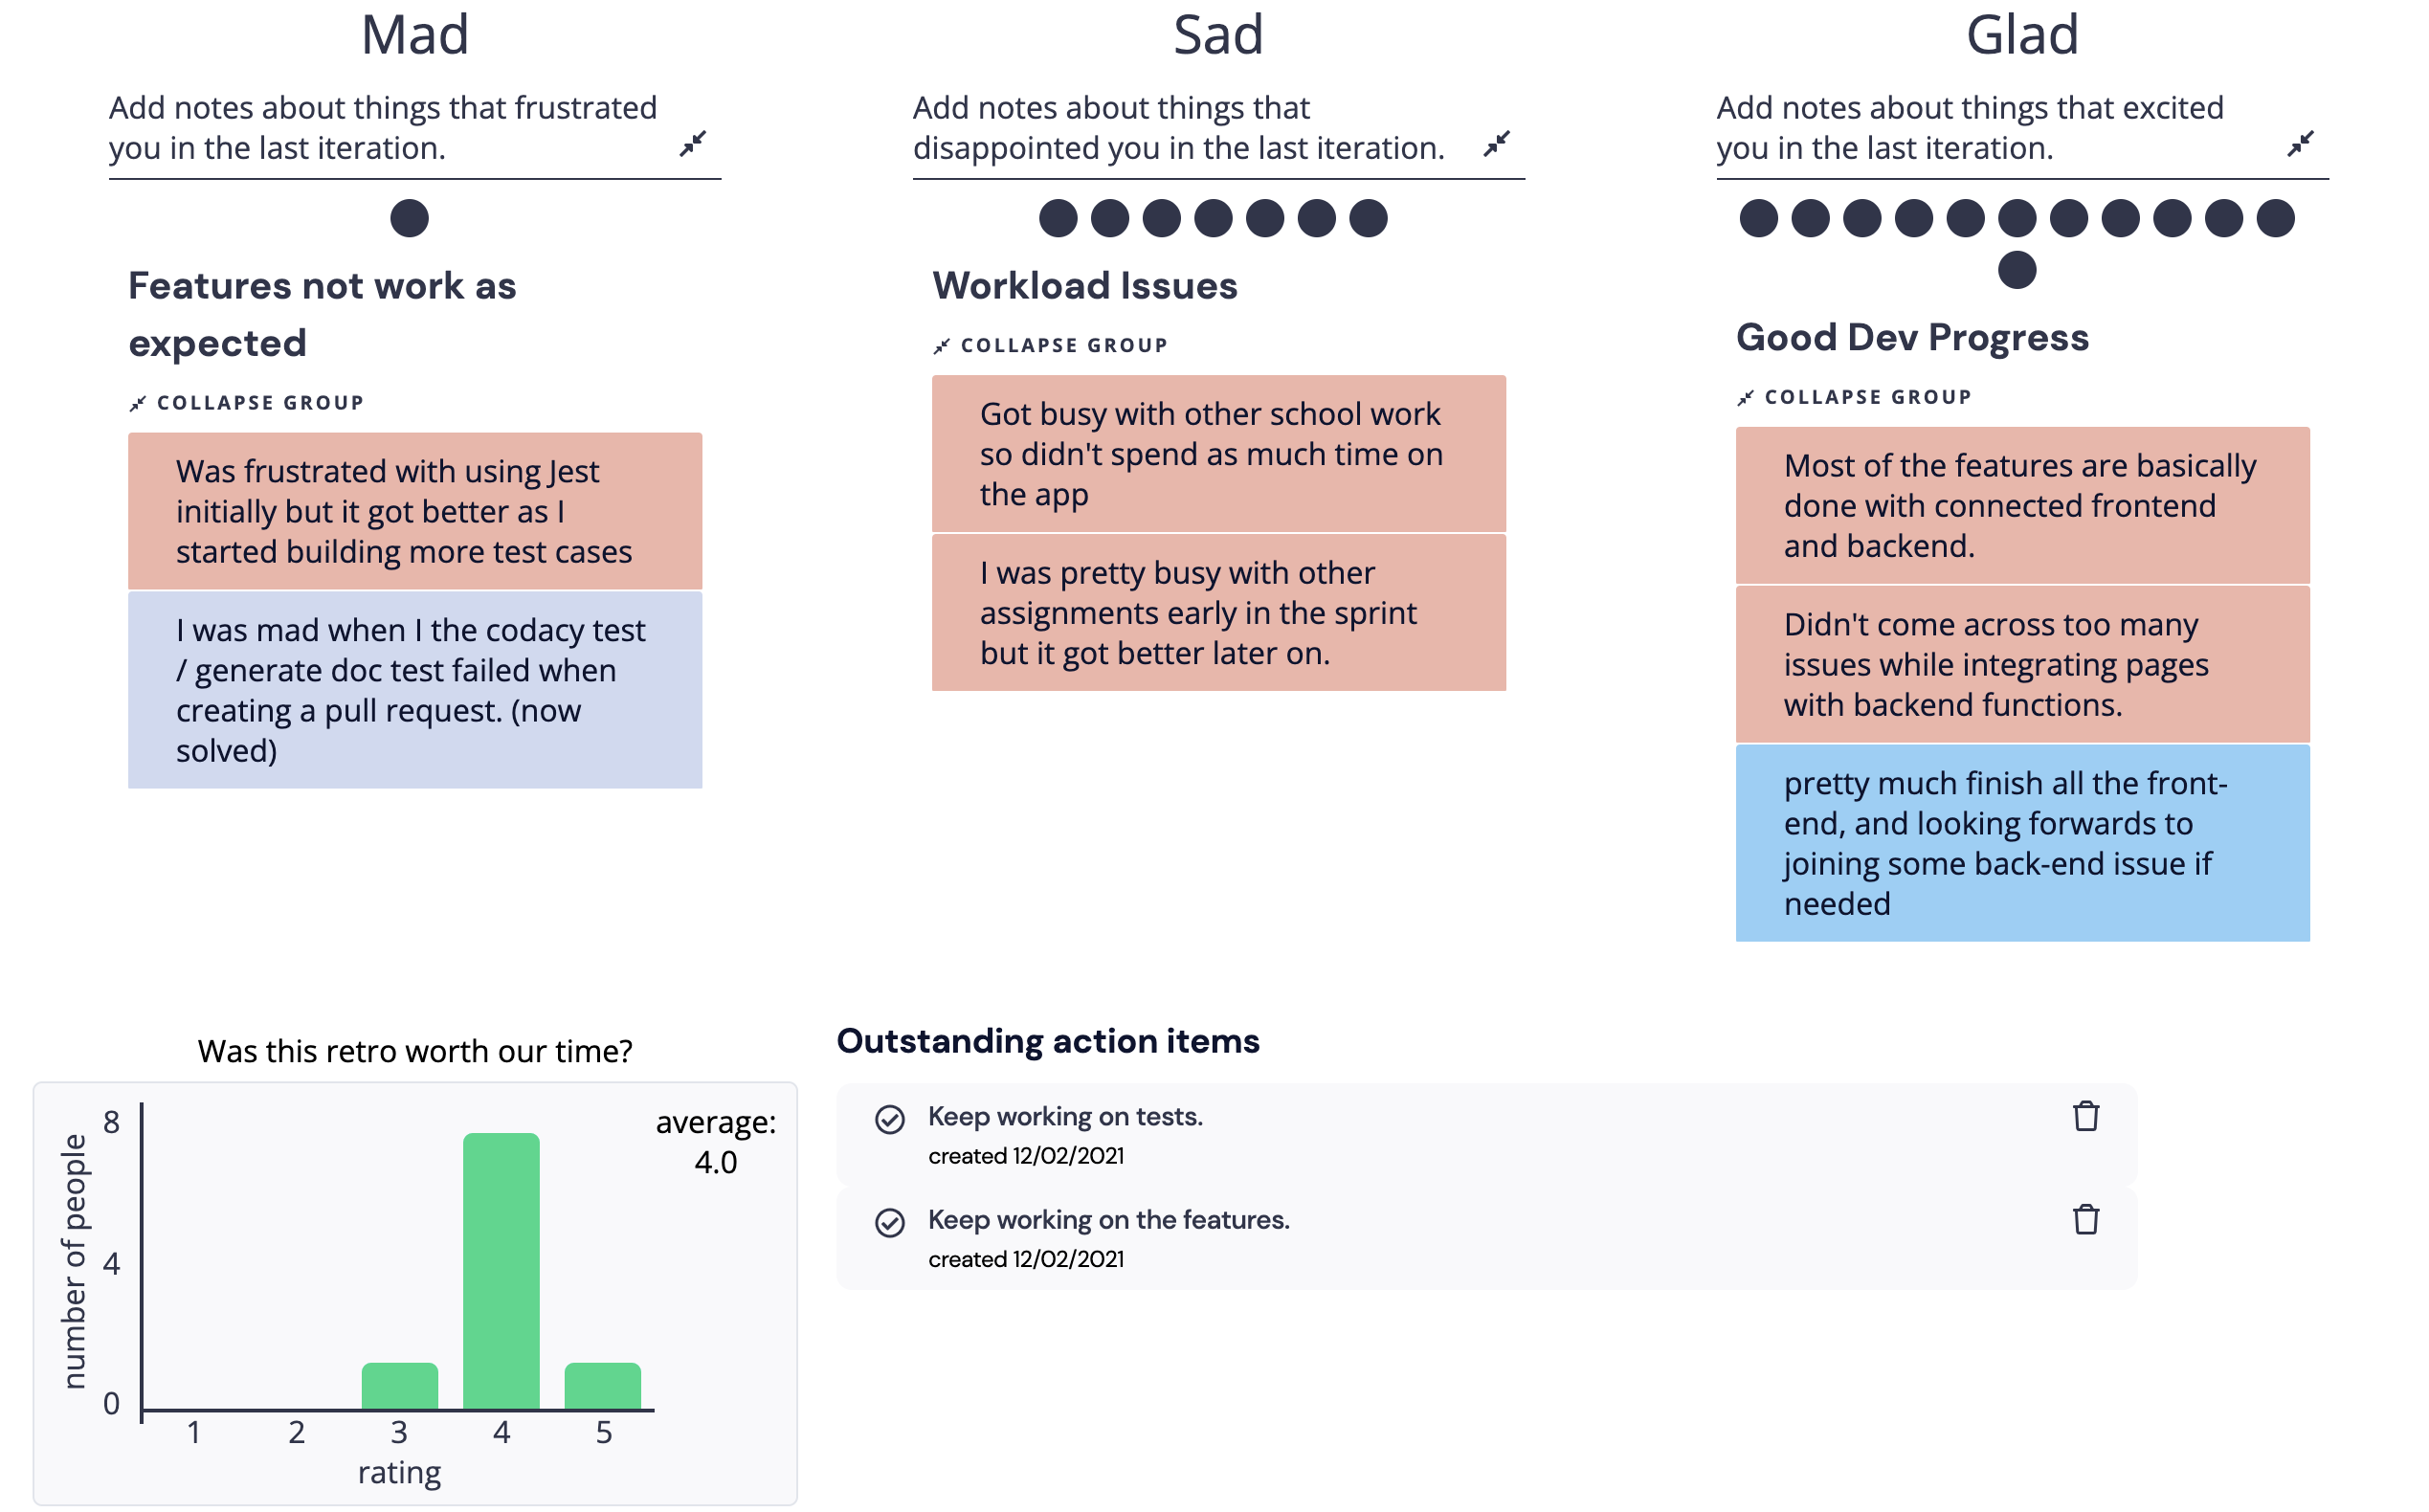 Mad
Add notes about things that frustrated
you in the last iteration.
Features not work as
expected
COLLAPSE GROUP
Was frustrated with using Jest
initially but it got better as I
started building more test cases
I was mad when I the codacy test
/ generate doc test failed when
creating a pull request. (now
solved)
Sad
Add notes about things that
disappointed you in the last iteration.
Workload Issues
COLLAPSE GROUP
Got busy with other school work
so didn't spend as much time on
the app
I was pretty busy with other
assignments early in the sprint
but it got better later on.
Glad
Add notes about things that excited
you in the last iteration.
Good Dev Progress
COLLAPSE GROUP
Most of the features are basically
done with connected frontend
and backend.
Didn't come across too many
issues while integrating pages
with backend functions.
pretty much finish all the front-
end, and looking forwards to
joining some back-end issue if
needed
Was this retro worth our time?
number of people
8
4
0
average:
4.0
1 2 3 4 5
rating
Outstanding action items
Keep working on tests.
created 12/02/2021
Keep working on the features.
created 12/02/2021